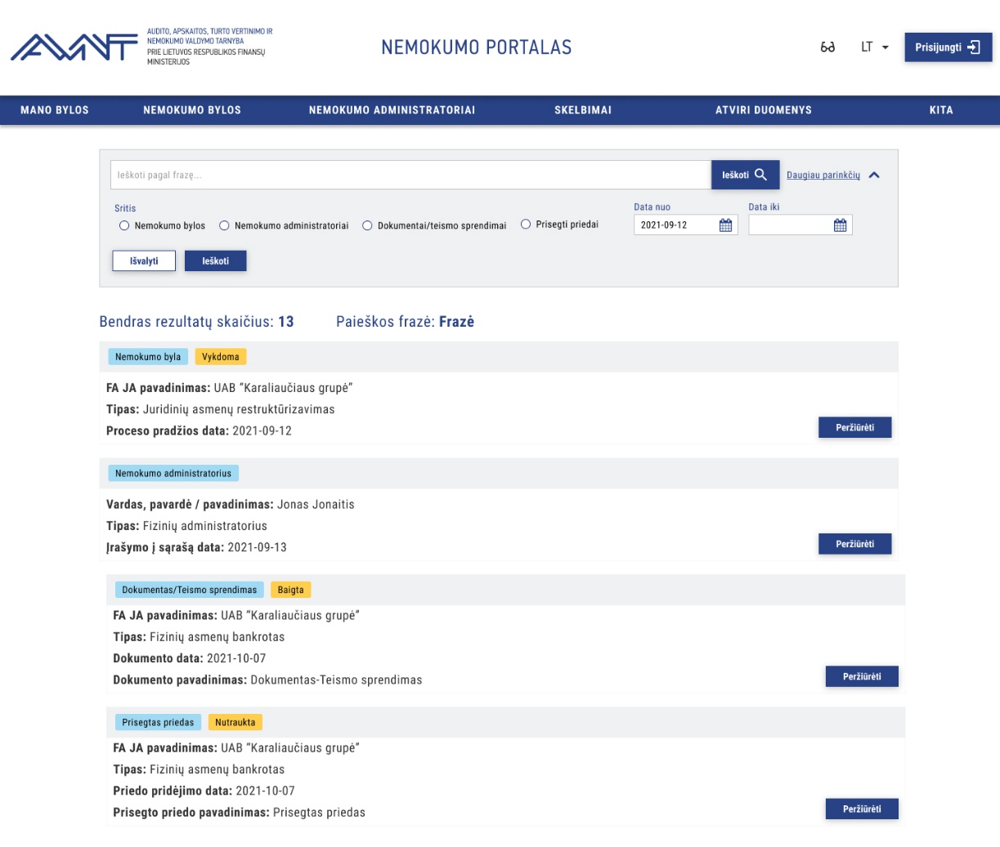 AUDITO, APSKAITOS, TURTO VERTINIMO IR
NEMOKUMO VALDYMO TARNYBA
PRIE LIETUVOS RESPUBLIKOS FINANSŲ
MINISTERIJOS
NEMOKUMO PORTALAS
LT
Prisijungti
MANO BYLOS NEMOKUMO BYLOS NEMOKUMO ADMINISTRATORIAI SKELBIMAI ATVIRI DUOMENYS KITA
Ieškoti pagal frazę...
Ieškoti
Daugiau parinkčių
Sritis
Nemokumo bylos Nemokumo administratoriai Dokumentai/teismo sprendimai Prisegti priedai
Data nuo
2021-09-12
Data iki
Išvalyti Ieškoti
Bendras rezultatų skaičius: 13 Paieškos frazė: Frazė
Nemokumo byla Vykdoma
FA JA pavadinimas: UAB "Karaliaučiaus grupė"
Tipas: Juridinių asmenų restruktūrizavimas
Proceso pradžios data: 2021-09-12
Peržiūrėti
Nemokumo administratorius
Vardas, pavardė / pavadinimas: Jonas Jonaitis
Tipas: Fizinių administratorius
Įrašymo į sąrašą data: 2021-09-13
Peržiūrėti
Dokumentas/Teismo sprendimas Baigta
FA JA pavadinimas: UAB "Karaliaučiaus grupė"
Tipas: Fizinių asmenų bankrotas
Dokumento data: 2021-10-07
Dokumento pavadinimas: Dokumentas-Teismo sprendimas
Peržiūrėti
Prisegtas priedas Nutraukta
FA JA pavadinimas: UAB "Karaliaučiaus grupė"
Tipas: Fizinių asmenų bankrotas
Priedo pridėjimo data: 2021-10-07
Prisegto priedo pavadinimas: Prisegtas priedas
Peržiūrėti